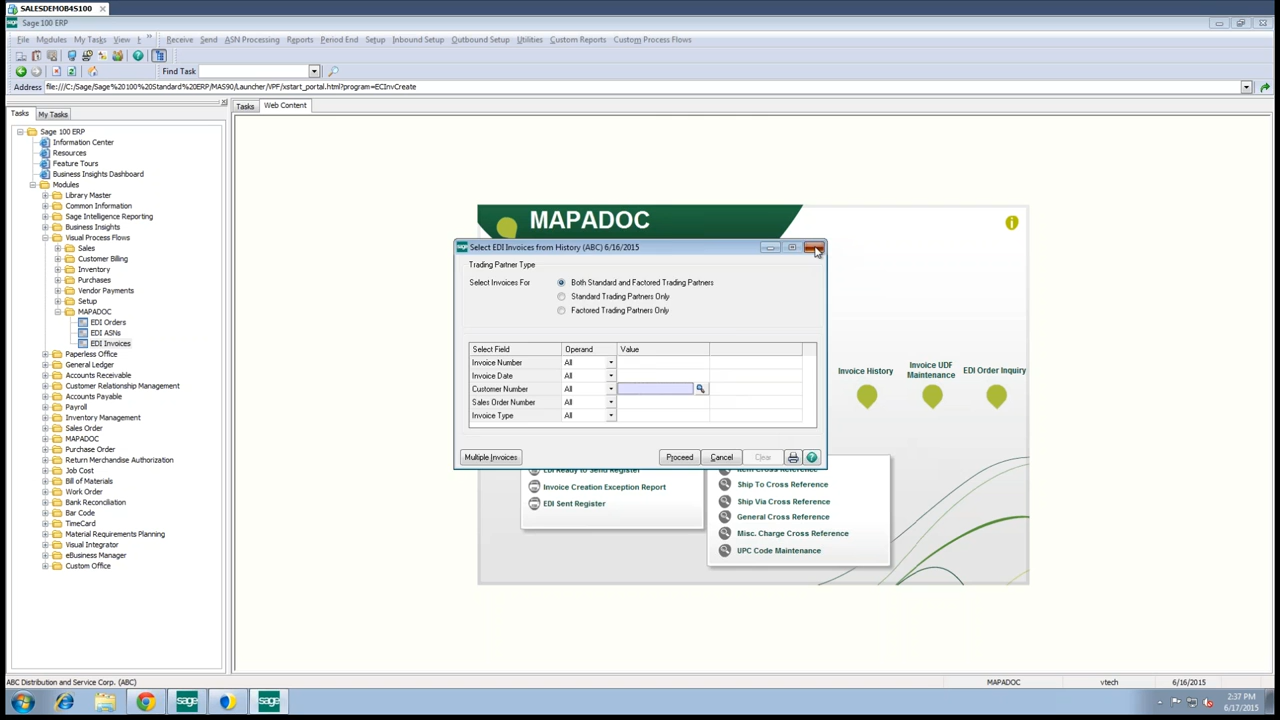 SALESDEMOB4S100
Sage 100 ERP
File Modules My Tasks View t » Receive Send ASN Processing Reports Period End Setup Inbound Setup Outbound Setup Utilities Custom Reports Custom Process Flows
Find Task
Address file:///C:/Sage/Sage%20100%20Standard%20ERP/MAS90/Launcher/VPF/xstart_portal.html?program=ECInvCreate
Tasks My Tasks
Tasks Web Content
Sage 100 ERP
Information Center
Resources
Feature Tours
Business Insights Dashboard
Modules
Library Master
Common Information
Sage Intelligence Reporting
Business Insights
Visual Process Flows
Sales
Customer Billing
Inventory
Purchases
Vendor Payments
Setup
MAPADOC
EDI Orders
EDI ASNs
EDI Invoices
Paperless Office
General Ledger
Accounts Receivable
Customer Relationship Management
Accounts Payable
Payroll
Inventory Management
Sales Order
MAPADOC
Purchase Order
Return Merchandise Authorization
Job Cost
Bill of Materials
Work Order
Bank Reconciliation
Bar Code
TimeCard
Material Requirements Planning
Visual Integrator
eBusiness Manager
Custom Office
MAPADOC
Select EDI Invoices from History (ABC) 6/16/2015
Trading Partner Type
Select Invoices For
Both Standard and Factored Trading Partners
Standard Trading Partners Only
Factored Trading Partners Only
Select Field Operand Value
Invoice Number All
Invoice Date All
Customer Number All
Sales Order Number All
Invoice Type All
Multiple Invoices Proceed Cancel Clear
Invoice History
Invoice UDF
Maintenance
EDI Order Inquiry
EDI Ready to Send Register
Invoice Creation Exception Report
EDI Sent Register
Item Cross Reference
Ship To Cross Reference
Ship Via Cross Reference
General Cross Reference
Misc. Charge Cross Reference
UPC Code Maintenance
ABC Distribution and Service Corp. (ABC) MAPADOC vtech 6/16/2015
sage
sage
2:37 PM
6/17/2015